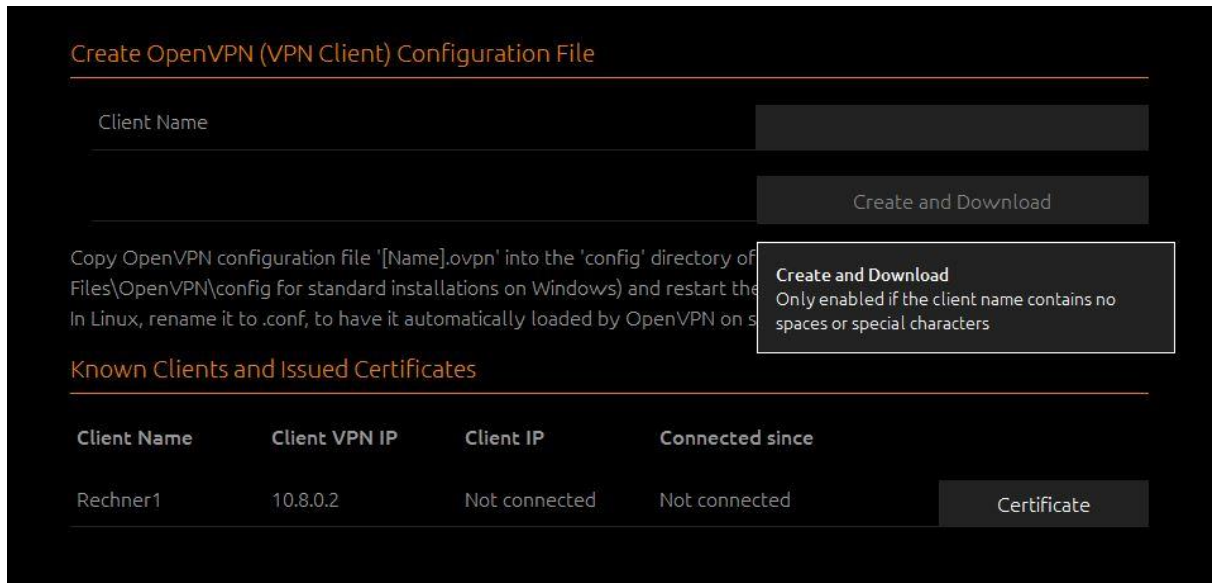 Create OpenVPN (VPN Client) Configuration File
Client Name
Create and Download
Copy OpenVPN configuration file '[Name].ovpn' into the 'config' directory of
Files\OpenVPN\config for standard installations on Windows) and restart the
In Linux, rename it to .conf, to have it automatically loaded by OpenVPN on s
Create and Download
Only enabled if the client name contains no
spaces or special characters
Known Clients and Issued Certificates
Client Name Client VPN IP Client IP Connected since
Rechner1 10.8.0.2 Not connected Not connected Certificate